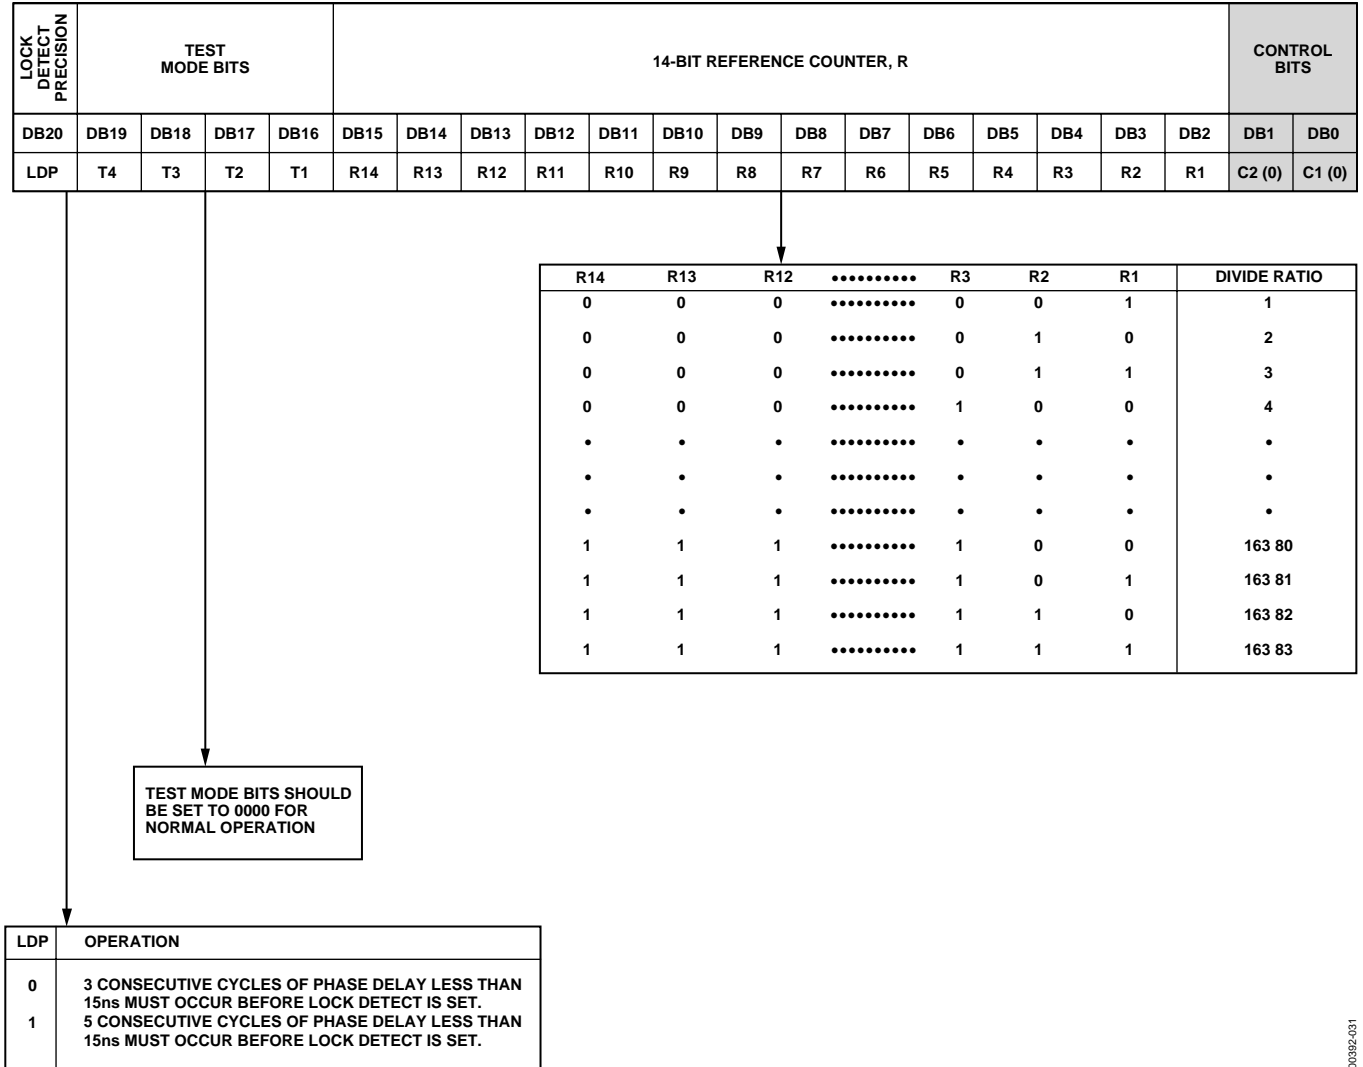 LOCK
DETECT
PRECISION
TEST
MODE BITS
14-BIT REFERENCE COUNTER, R
CONTROL
BITS
DB20 DB19 DB18 DB17 DB16 DB15 DB14 DB13 DB12 DB11 DB10 DB9 DB8 DB7 DB6 DB5 DB4 DB3 DB2 DB1 DB0
LDP T4 T3 T2 T1 R14 R13 R12 R11 R10 R9 R8 R7 R6 R5 R4 R3 R2 R1 C2 (0) C1 (0)
R14 R13 R12 •••••••••• R3 R2 R1 DIVIDE RATIO
0 0 0 •••••••••• 0 0 1 1
0 0 0 •••••••••• 0 1 0 2
0 0 0 •••••••••• 0 1 1 3
0 0 0 •••••••••• 1 0 0 4
• • • •••••••••• • • • •
• • • •••••••••• • • • •
• • • •••••••••• • • • •
1 1 1 •••••••••• 1 0 0 163 80
1 1 1 •••••••••• 1 0 1 163 81
1 1 1 •••••••••• 1 1 0 163 82
1 1 1 •••••••••• 1 1 1 163 83
TEST MODE BITS SHOULD
BE SET TO 0000 FOR
NORMAL OPERATION
LDP OPERATION
0 3 CONSECUTIVE CYCLES OF PHASE DELAY LESS THAN
15ns MUST OCCUR BEFORE LOCK DETECT IS SET.
1 5 CONSECUTIVE CYCLES OF PHASE DELAY LESS THAN
15ns MUST OCCUR BEFORE LOCK DETECT IS SET.
00392-031